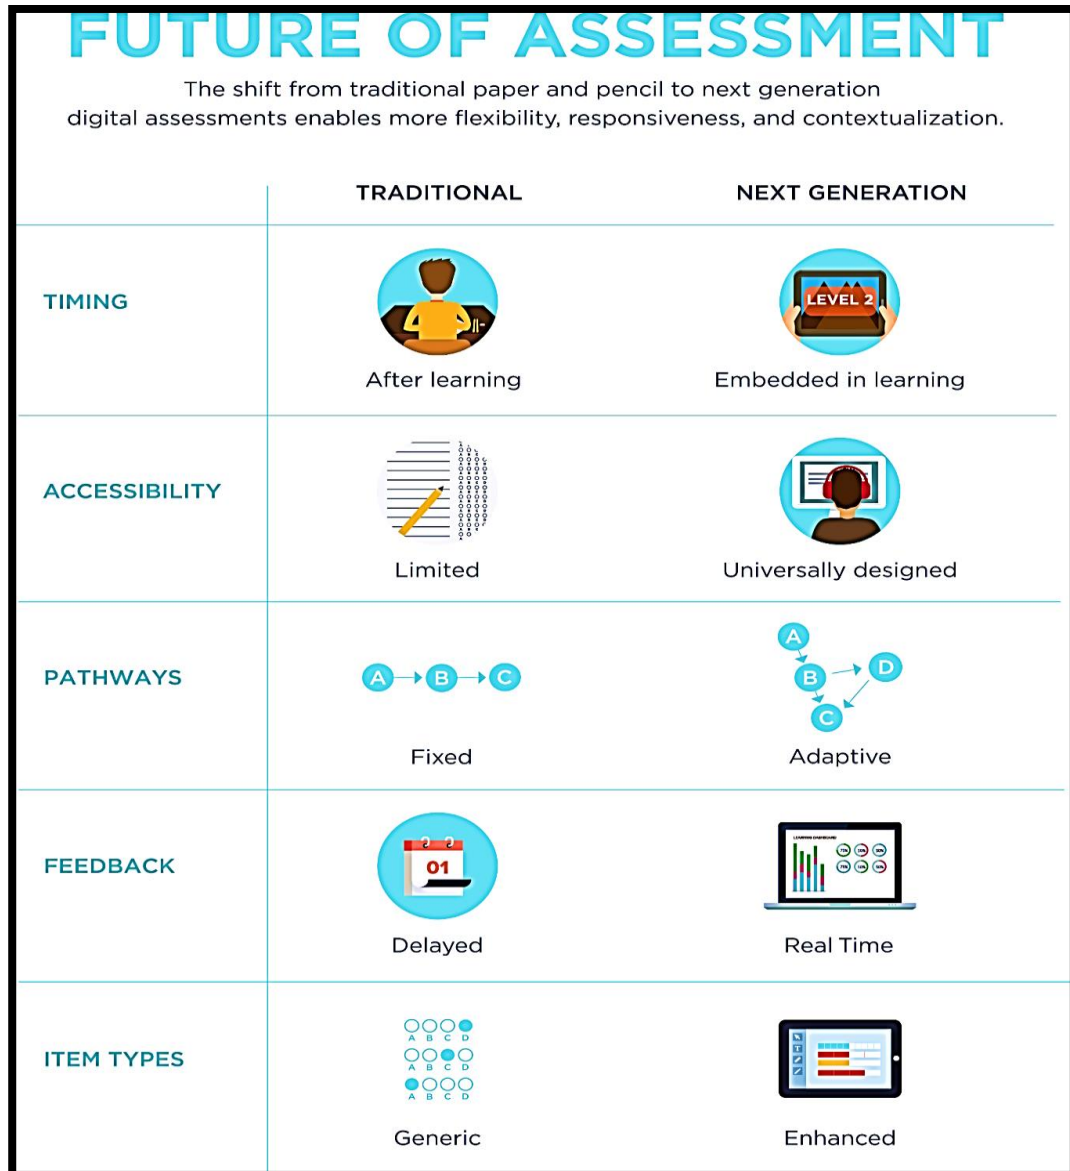 FUTURE OF ASSESSMENT
The shift from traditional paper and pencil to next generation
digital assessments enables more flexibility, responsiveness, and contextualization.
TRADITIONAL NEXT GENERATION
TIMING
LEVEL 2
After learning Embedded in learning
ACCESSIBILITY
Limited Universally designed
PATHWAYS
A B C
A
B D
C
Fixed Adaptive
FEEDBACK
01
LEARNING DASHBOARD
Delayed Real Time
ITEM TYPES
A B C D
A B C D
A B C D
T
Generic Enhanced